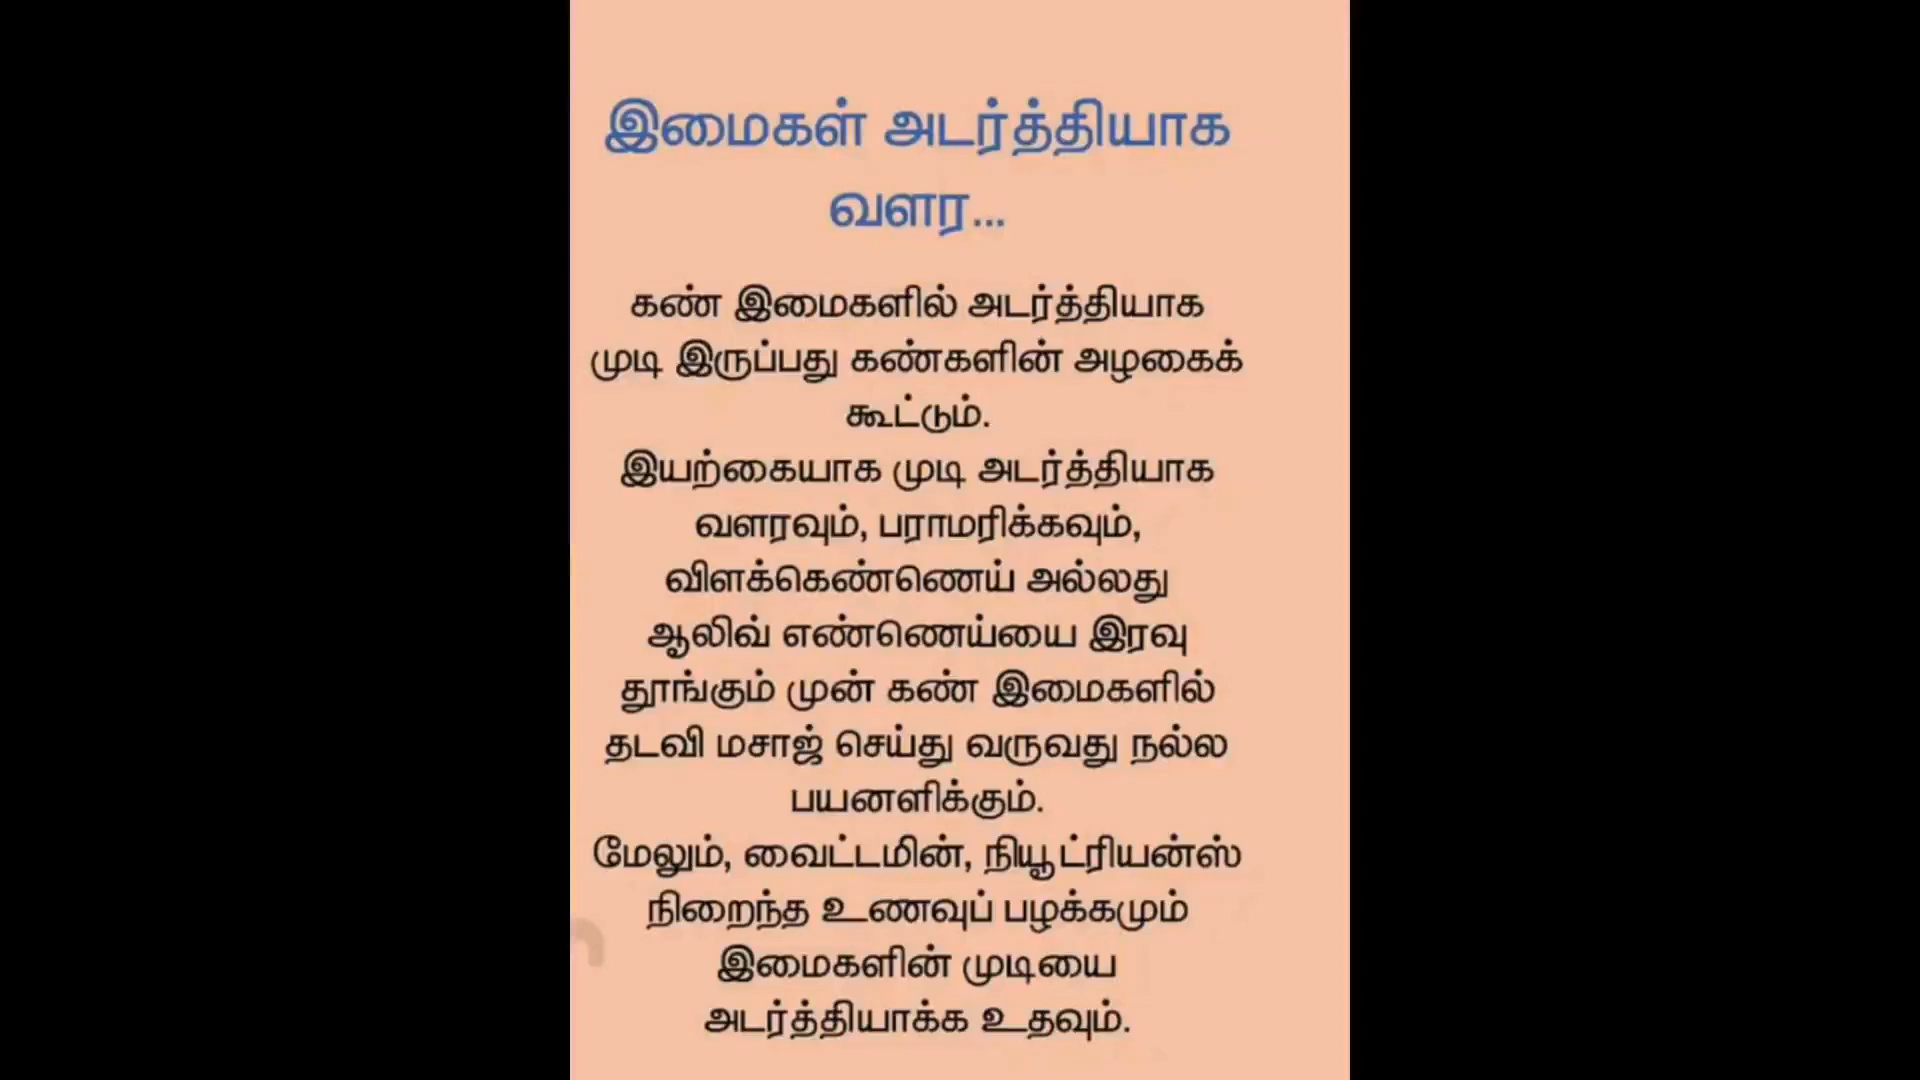 இமைகள் அடர்த்தியாக
வளர...
கண் இமைகளில் அடர்த்தியாக
முடி இருப்பது கண்களின் அழகைக்
கூட்டும்.
இயற்கையாக முடி அடர்த்தியாக
வளரவும், பராமரிக்கவும்,
விளக்கெண்ணெய் அல்லது
ஆலிவ் எண்ணெய்யை இரவு
தூங்கும் முன் கண் இமைகளில்
தடவி மசாஜ் செய்து வருவது நல்ல
பயனளிக்கும்.
மேலும், வைட்டமின், நியூட்ரியன்ஸ்
நிறைந்த உணவுப் பழக்கமும்
இமைகளின் முடியை
அடர்த்தியாக்க உதவும்.